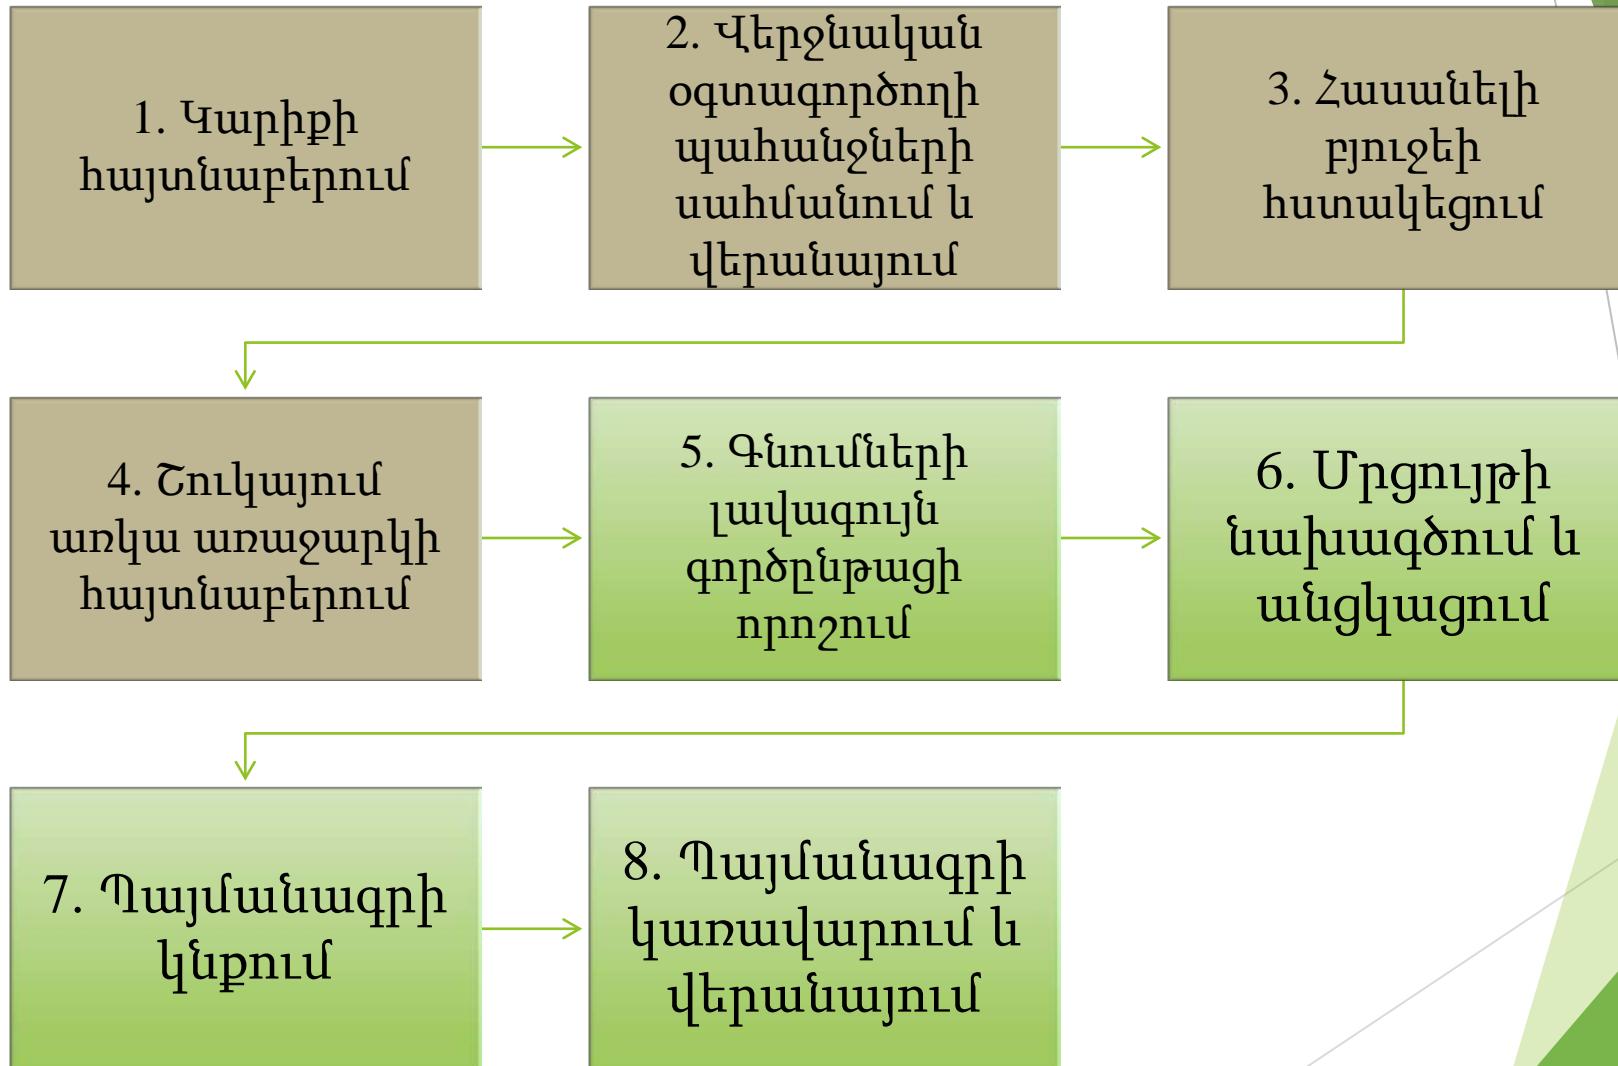 1. Կարիքի
հայտնաբերում
2. Վերջնական
օգտագործողի
պահանջների
սահմանում և
վերանայում
3. Հասանելի
բյուջեի
հստակեցում
4. Շուկայում
առկա առաջարկի
հայտնաբերում
5. Գնումների
լավագույն
գործընթացի
որոշում
6. Մրցույթի
նախագծում և
անցկացում
7. Պայմանագրի
կնքում
8. Պայմանագրի
կառավարում և
վերանայում